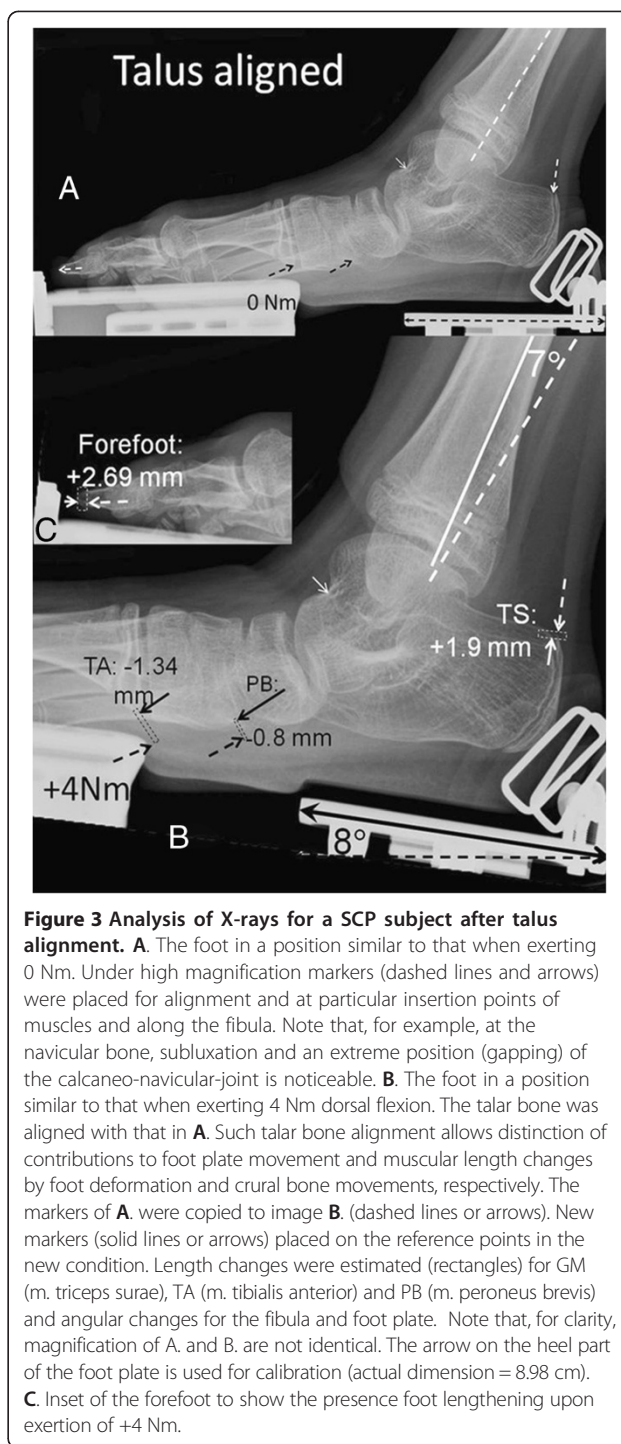 Talus aligned
A
0 Nm
7°
Forefoot:
+2.69 mm
C
TS:
+1.9 mm
TA: -1.34
mm
PB:
-0.8 mm
+4Nm
B
8°
Figure 3 Analysis of X-rays for a SCP subject after talus
alignment. A. The foot in a position similar to that when exerting
0 Nm. Under high magnification markers (dashed lines and arrows)
were placed for alignment and at particular insertion points of
muscles and along the fibula. Note that, for example, at the
navicular bone, subluxation and an extreme position (gapping) of
the calcaneo-navicular-joint is noticeable. B. The foot in a position
similar to that when exerting 4 Nm dorsal flexion. The talar bone was
aligned with that in A. Such talar bone alignment allows distinction of
contributions to foot plate movement and muscular length changes
by foot deformation and crural bone movements, respectively. The
markers of A. were copied to image B. (dashed lines or arrows). New
markers (solid lines or arrows) placed on the reference points in the
new condition. Length changes were estimated (rectangles) for GM
(m. triceps surae), TA (m. tibialis anterior) and PB (m. peroneus brevis)
and angular changes for the fibula and foot plate. Note that, for clarity,
magnification of A. and B. are not identical. The arrow on the heel part
of the foot plate is used for calibration (actual dimension = 8.98 cm).
C. Inset of the forefoot to show the presence foot lengthening upon
exertion of +4 Nm.